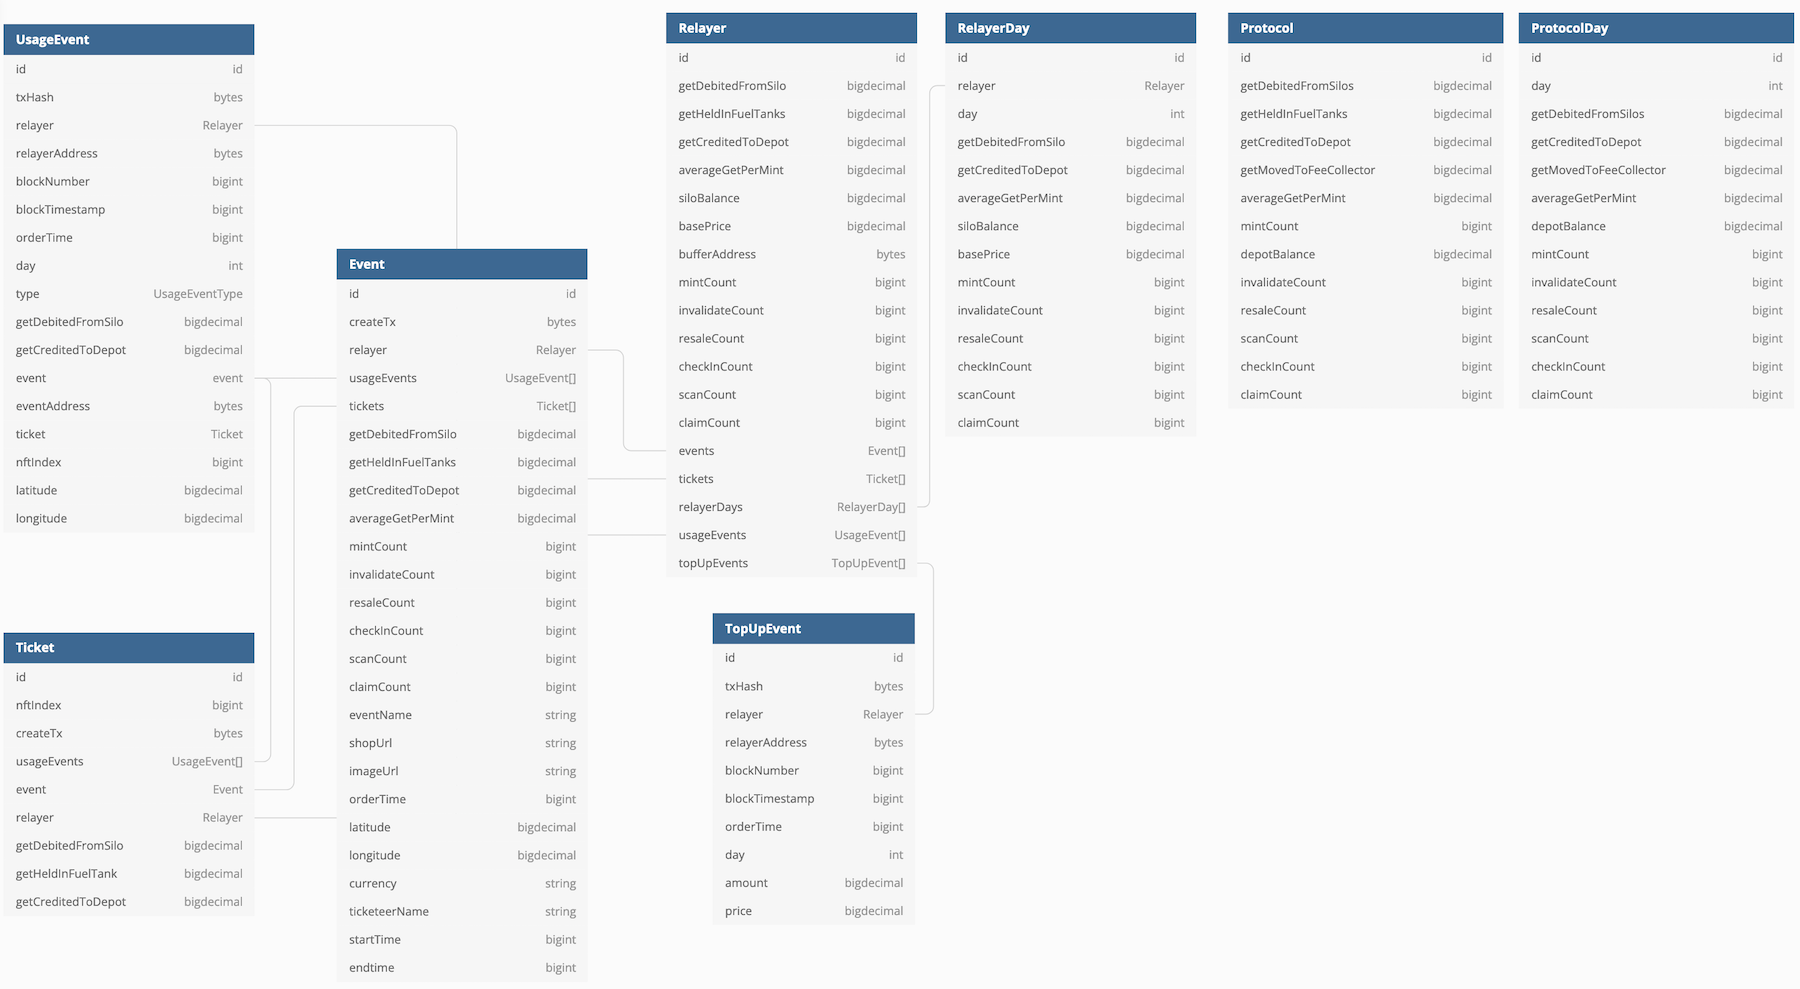 UsageEvent
id id
txHash bytes
relayer Relayer
relayerAddress bytes
blockNumber bigint
blockTimestamp bigint
orderTime bigint
day int
type UsageEventType
getDebitedFromSilo bigdecimal
getCreditedToDepot bigdecimal
event event
eventAddress bytes
ticket Ticket
nftIndex bigint
latitude bigdecimal
longitude bigdecimal
Ticket
id id
nftIndex bigint
createTx bytes
usageEvents UsageEvent[]
event Event
relayer Relayer
getDebitedFromSilo bigdecimal
getHeldInFuelTank bigdecimal
getCreditedToDepot bigdecimal
Event
id id
createTx bytes
relayer Relayer
usageEvents UsageEvent[]
tickets Ticket[]
getDebitedFromSilo bigdecimal
getHeldInFuelTanks bigdecimal
getCreditedToDepot bigdecimal
averageGetPerMint bigdecimal
mintCount bigint
invalidateCount bigint
resaleCount bigint
checkInCount bigint
scanCount bigint
claimCount bigint
eventName string
shopUrl string
imageUrl string
orderTime bigint
latitude bigdecimal
longitude bigdecimal
currency string
ticketeerName string
startTime bigint
endtime bigint
Relayer
id id
getDebitedFromSilo bigdecimal
getHeldInFuelTanks bigdecimal
getCreditedToDepot bigdecimal
averageGetPerMint bigdecimal
siloBalance bigdecimal
basePrice bigdecimal
bufferAddress bytes
mintCount bigint
invalidateCount bigint
resaleCount bigint
checkInCount bigint
scanCount bigint
claimCount bigint
events Event[]
tickets Ticket[]
relayerDays RelayerDay[]
usageEvents UsageEvent[]
topUpEvents TopUpEvent[]
TopUpEvent
id id
txHash bytes
relayer Relayer
relayerAddress bytes
blockNumber bigint
blockTimestamp bigint
orderTime bigint
day int
amount bigdecimal
price bigdecimal
RelayerDay
id id
relayer Relayer
day int
getDebitedFromSilo bigdecimal
getCreditedToDepot bigdecimal
averageGetPerMint bigdecimal
siloBalance bigdecimal
basePrice bigdecimal
mintCount bigint
invalidateCount bigint
resaleCount bigint
checkInCount bigint
scanCount bigint
claimCount bigint
Protocol
id id
getDebitedFromSilos bigdecimal
getHeldInFuelTanks bigdecimal
getCreditedToDepot bigdecimal
getMovedToFeeCollector bigdecimal
averageGetPerMint bigdecimal
mintCount bigint
depotBalance bigdecimal
invalidateCount bigint
resaleCount bigint
scanCount bigint
checkInCount bigint
claimCount bigint
ProtocolDay
id id
day int
getDebitedFromSilos bigdecimal
getCreditedToDepot bigdecimal
getMovedToFeeCollector bigdecimal
averageGetPerMint bigdecimal
depotBalance bigdecimal
mintCount bigint
invalidateCount bigint
resaleCount bigint
scanCount bigint
checkInCount bigint
claimCount bigint